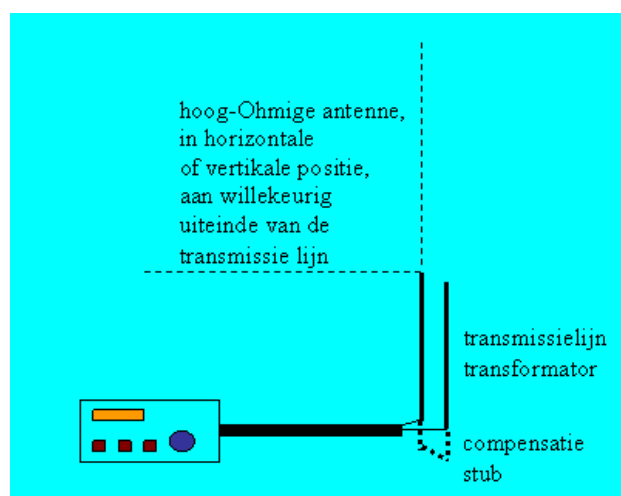 hoog-Ohmige antenne,
in horizontale
of vertikale positie,
aan willekeurig
uiteinde van de
transmissie lijn
transmissielijn
transformator
compensatie
stub